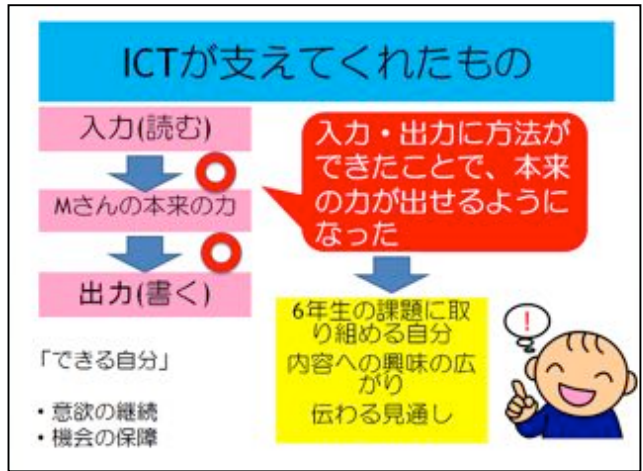 ICTが支えてくれたもの
入力(読む)
Mさんの本来の力
出力(書く)
入力・出力に方法が
できたことで、本来
の力が出せるように
なった
6年生の課題に取
り組める自分
内容への興味の広
がり
伝わる見通し
!
「できる自分」
・意欲の継続
・機会の保障